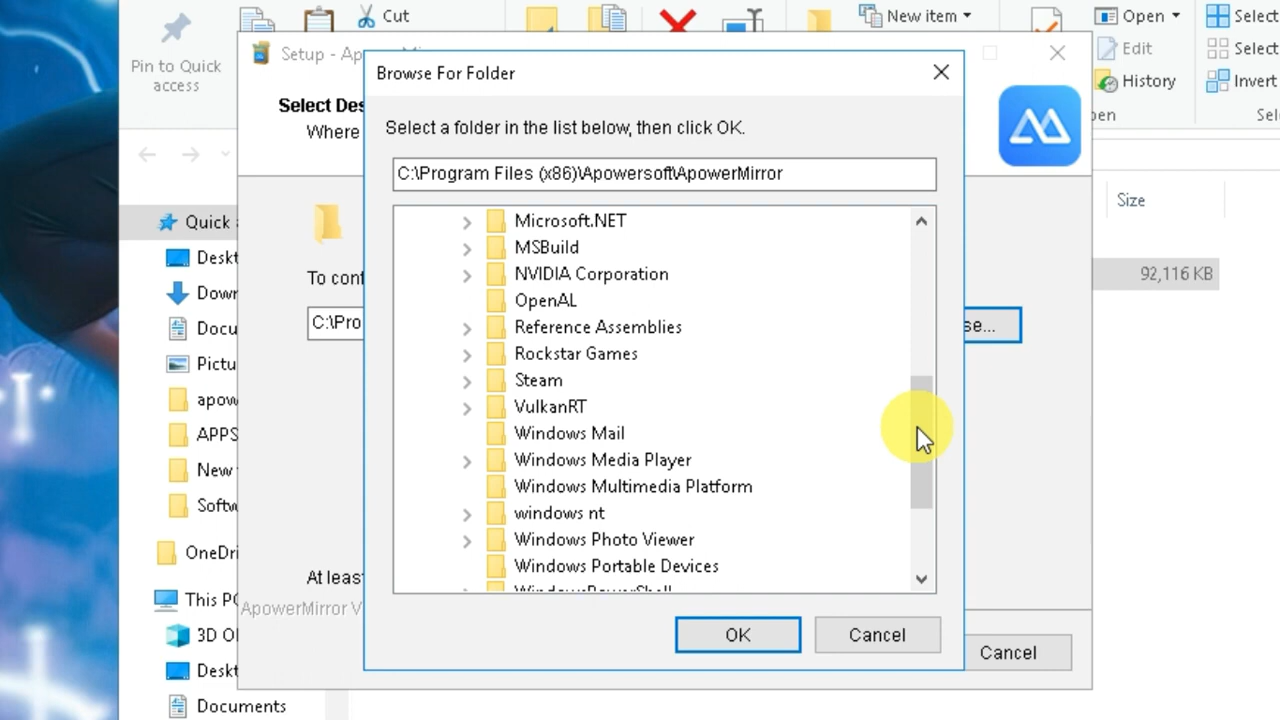 Pin to Quick
access
Cut
New item
Open
Edit
History
Select
Select
Invert
Size
92,116 KB
Quick
Deskt
Down
Docu
Pictu
apow
APPS
New
Softw
OneDri
This PC
3D O
Deskt
Documents
Setup - Ap
Select Des
Where
To cont
C:\Pro
se...
At least
ApowerMirror V
Cancel
Browse For Folder
Select a folder in the list below, then click OK.
C:\Program Files (x86)\Apowersoft\ApowerMirror
Microsoft.NET
MSBuild
NVIDIA Corporation
OpenAL
Reference Assemblies
Rockstar Games
Steam
VulkanRT
Windows Mail
Windows Media Player
Windows Multimedia Platform
windows nt
Windows Photo Viewer
Windows Portable Devices
WindowsPowerShell
OK
Cancel